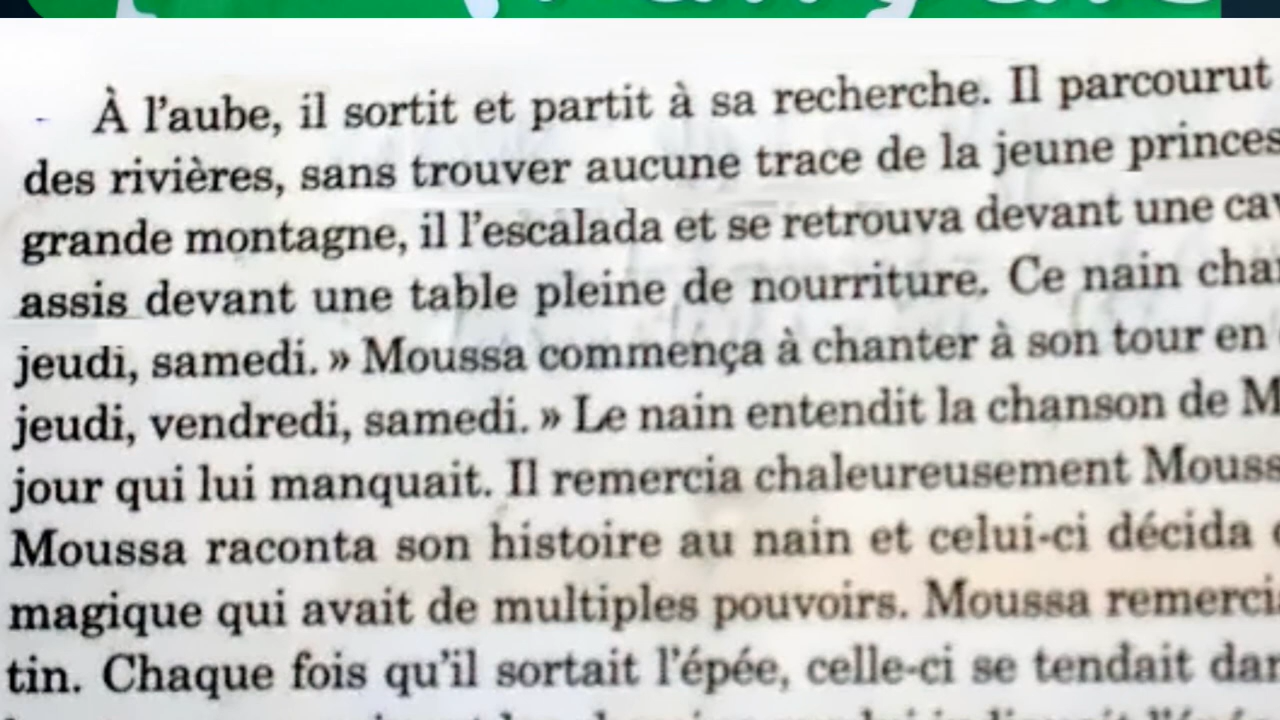 - À l'aube, il sortit et partit à sa recherche. Il parcourut
des rivières, sans trouver aucune trace de la jeune princes
grande montagne, il l'escalada et se retrouva devant une
assis devant une table pleine de nourriture. Ce nain
jeudi, samedi. » Moussa commença à chanter à son tour en
jeudi, vendredi, samedi. » Le nain entendit la chanson de M
jour qui lui manquait. Il remercia chaleureusement Mouss
Moussa raconta son histoire au nain et celui-ci décida
magique qui avait de multiples pouvoirs. Moussa remerci
tin. Chaque fois qu'il sortait l'épée, celle-ci se tendait